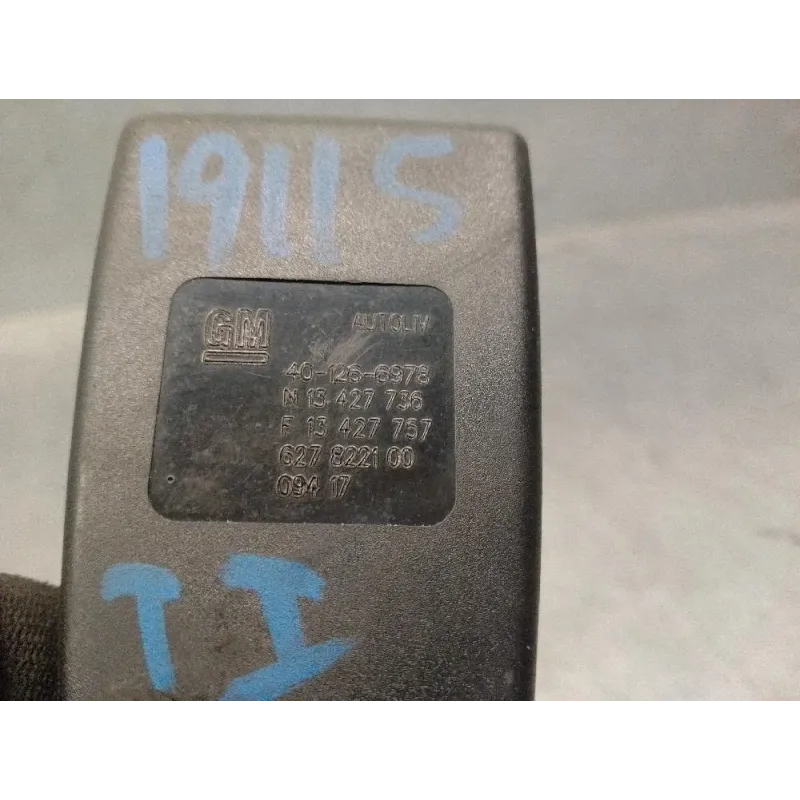 1911S
GM AUTOLIV
40-126-6978
M 13 427 736
F 13 427 757
627 8221 00
094 17
TI